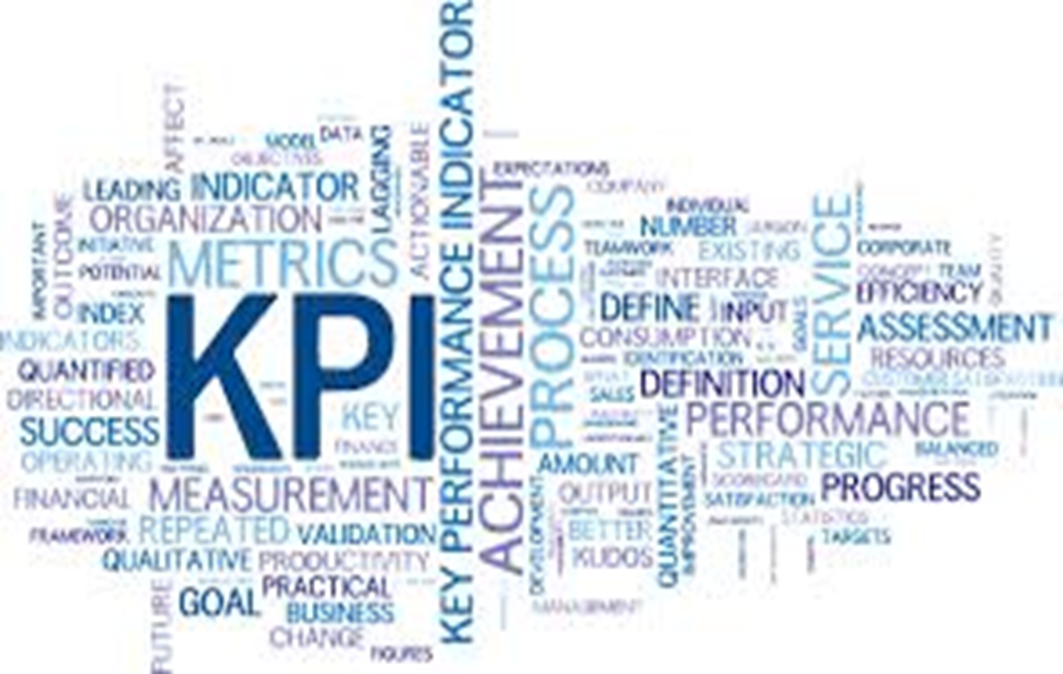 KEY PERFORMANCE INDICATOR
AFFECT
MODEL
DATA
LAGGING
ACTIONABLE
OBJECTIVES
LEADING
INDICATOR
ORGANIZATION
IMPORTANT
OUTCOME
INITIATIVE
METRICS
POTENTIAL
INDEX
KPI
INDICATORS
QUANTIFIED
DIRECTIONAL
KEY
SUCCESS
FINANCE
OPERATING
FINANCIAL
MEASUREMENT
FRAMEWORK
REPEATED
VALIDATION
QUALITATIVE
PRODUCTIVITY
FUTURE
PRACTICAL
GOAL
BUSINESS
CHANGE
FIGURES
ACHIEVEMENT
EXPECTATIONS
COMPANY
PROCESS
INDIVIDUAL
NUMBER
TEAMWORK
EXISTING
INTERFACE
SERVICE
CORPORATE
CONCEPT
TEAM
EFFICIENCY
DEFINE
INPUT
GOALS
CONSUMPTION
ASSESSMENT
IDENTIFICATION
RESOURCES
WHAT
SALES
DEFINITION
CUSTOMER SATISFACTION
PERFORMANCE
QUANTITATIVE
STRATEGIC
BALANCED
AMOUNT
IMPROVEMENT
SCORECARD
OUTPUT
SATISFACTION
PROGRESS
DEVELOPMENT
BETTER
STATISTICS
TARGETS
KUDOS
MANAGEMENT